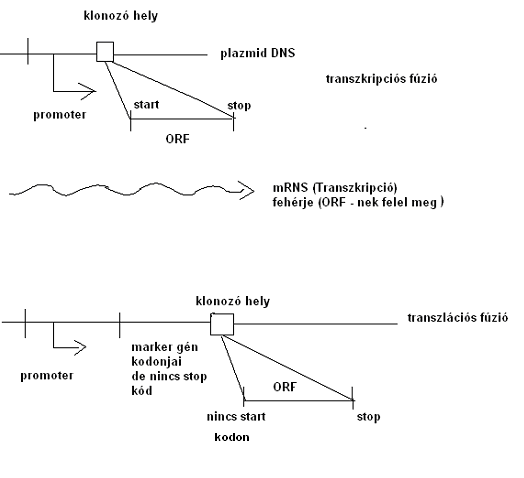 klonozó hely
plazmid DNS
transzkripciós fúzió
promoter
start
stop
ORF
mRNS (Transzkripció)
fehérje (ORF - nek felel meg )
klonozó hely
transzlációs fúzió
promoter
marker gén
kodonjai
de nincs stop
kód
ORF
nincs start
kodon
stop